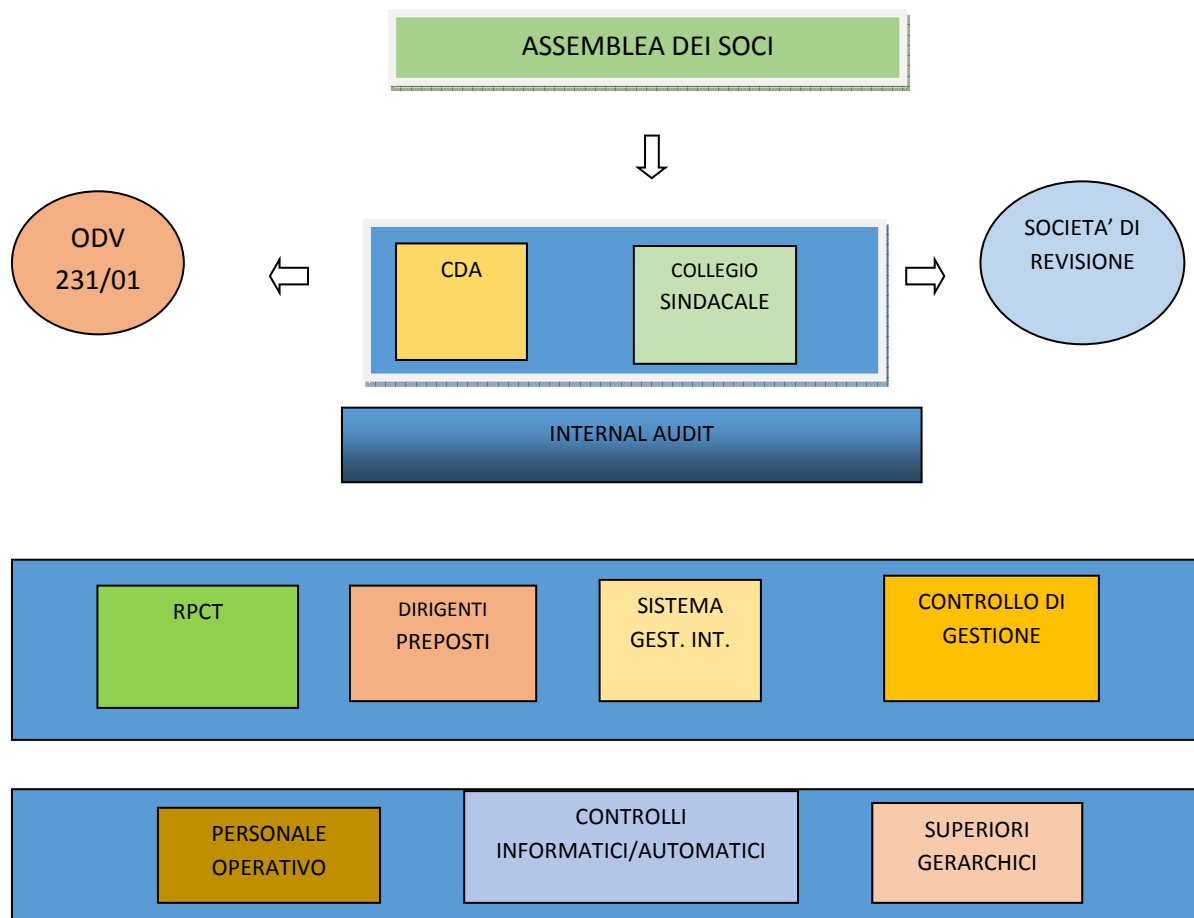 ASSEMBLEA DEI SOCI
ODV
231/01
CDA
COLLEGIO
SINDACALE
SOCIETA’ DI
REVISIONE
INTERNAL AUDIT
RPCT
DIRIGENTI
PREPOSTI
SISTEMA
GEST. INT.
CONTROLLO DI
GESTIONE
PERSONALE
OPERATIVO
CONTROLLI
INFORMATICI/AUTOMATICI
SUPERIORI
GERARCHICI